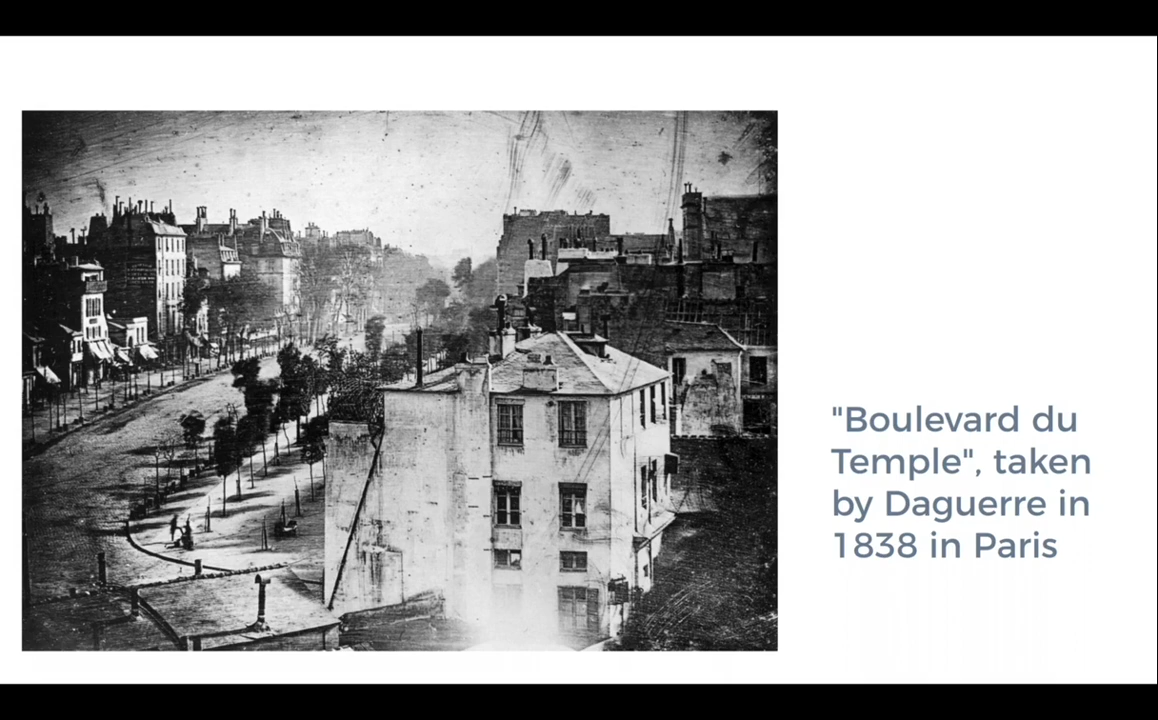 "Boulevard du
Temple", taken
by Daguerre in
1838 in Paris